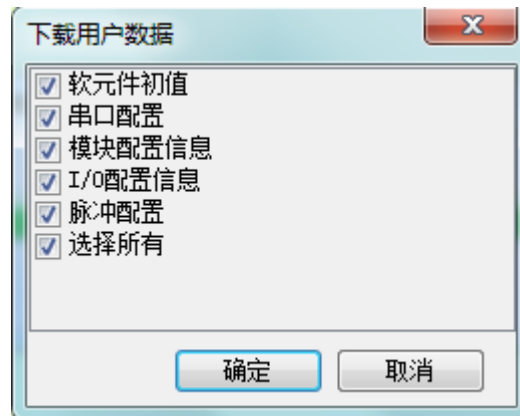 下载用户数据
软元件初值
串口配置
模块配置信息
I/O配置信息
脉冲配置
选择所有
确定
取消